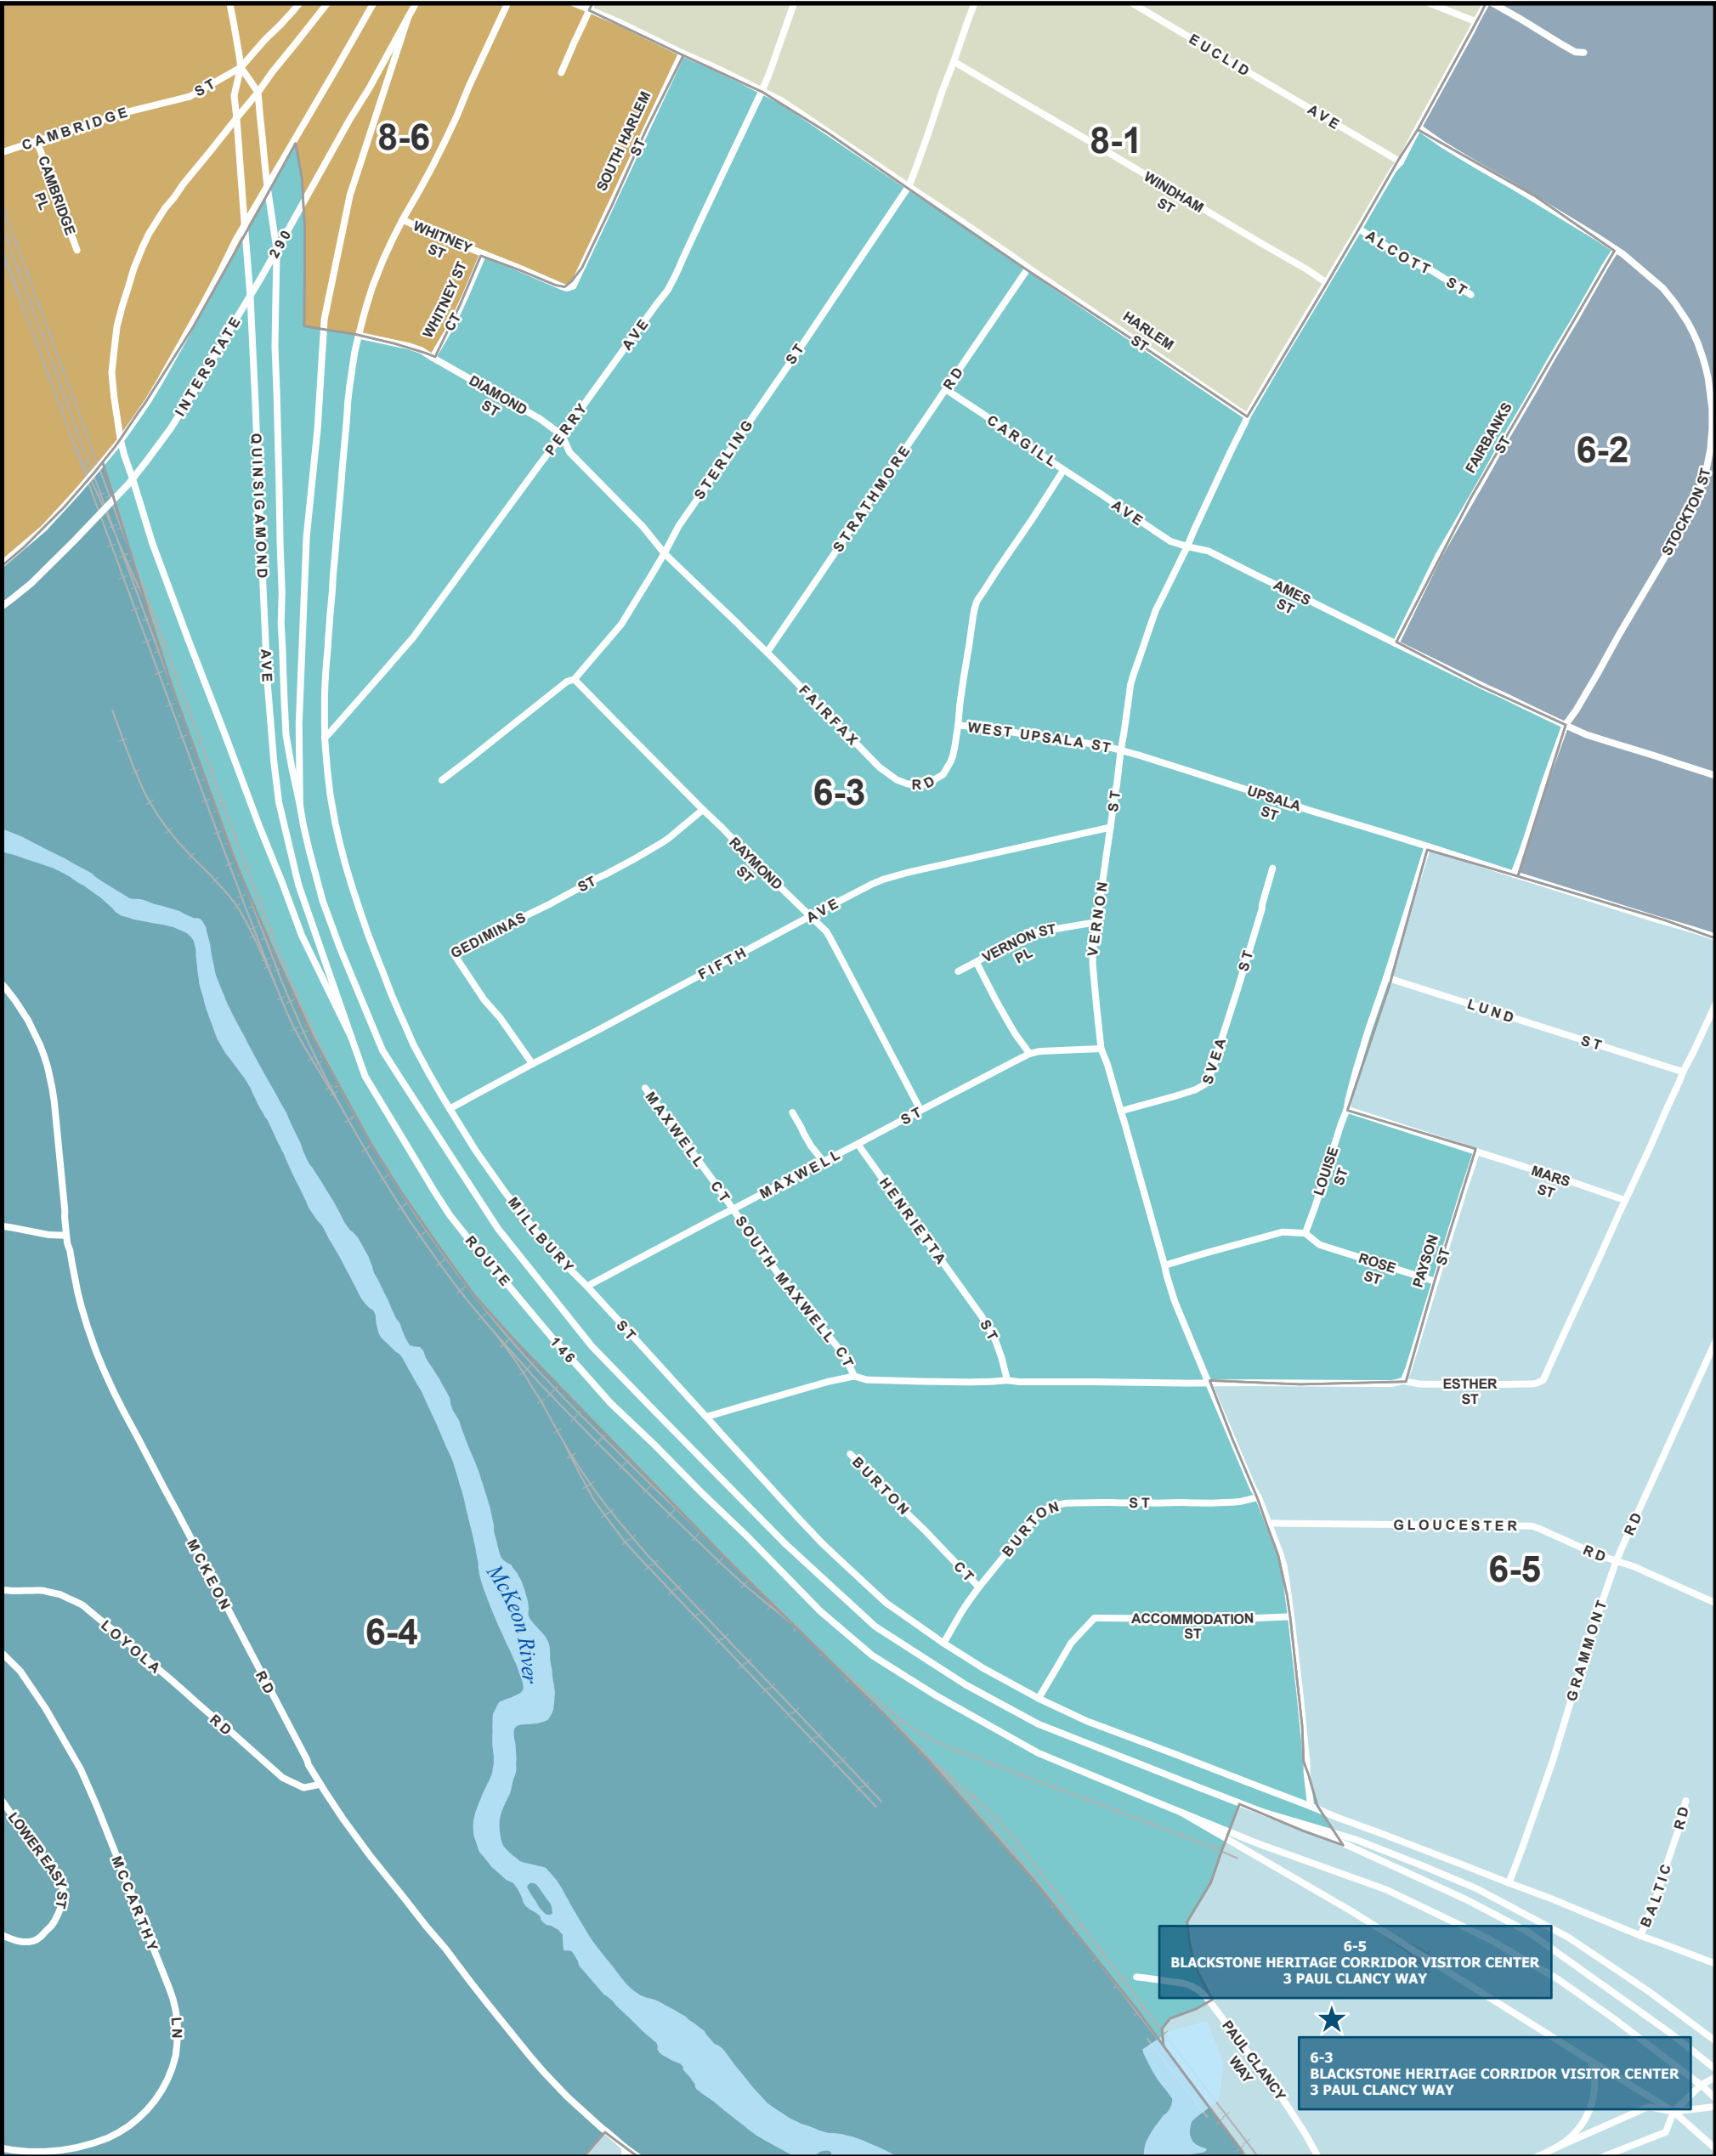 EUCLID AVE
CAMBRIDGE ST
8-6
8-1
SOUTH HARLEM
ST
CAMBRIDGE
PL
WINDHAM
ST
WHITNEY
ST
ALCOTT ST
INTERSTATE 290
WHITNEY ST
CT
HARLEM
ST
PERRY AVE
STERLING ST
STRATHMORE RD
DIAMOND
ST
CARGILL AVE
FAIRBANKS
ST
6-2
QUINSIGAMOND AVE
STOCKTON ST
AMES
ST
FAIRFAX RD
WEST UPSALA ST
6-3
UPSALA
ST
RAYMOND
ST
GEDIMINAS ST
FIFTH AVE
VERNON ST
VERNON ST
PL
SVEA ST
LUND ST
MAXWELL CT
MAXWELL ST
LOUISE
ST
MARS
ST
HENRIETTA ST
MILLBURY ST
SOUTH MAXWELL CT
ROUTE 146
ROSE
ST
PAYSON
ST
ESTHER
ST
BURTON CT
BURTON ST
GLOUCESTER RD
6-5
MCKEON RD
McKeon River
6-4
ACCOMMODATION
ST
GRAMMONT RD
LOYOLA RD
LOWER EASY ST
MCCARTHY LN
BALTIC RD
6-5
BLACKSTONE HERITAGE CORRIDOR VISITOR CENTER
3 PAUL CLANCY WAY
PAUL CLANCY
WAY
6-3
BLACKSTONE HERITAGE CORRIDOR VISITOR CENTER
3 PAUL CLANCY WAY